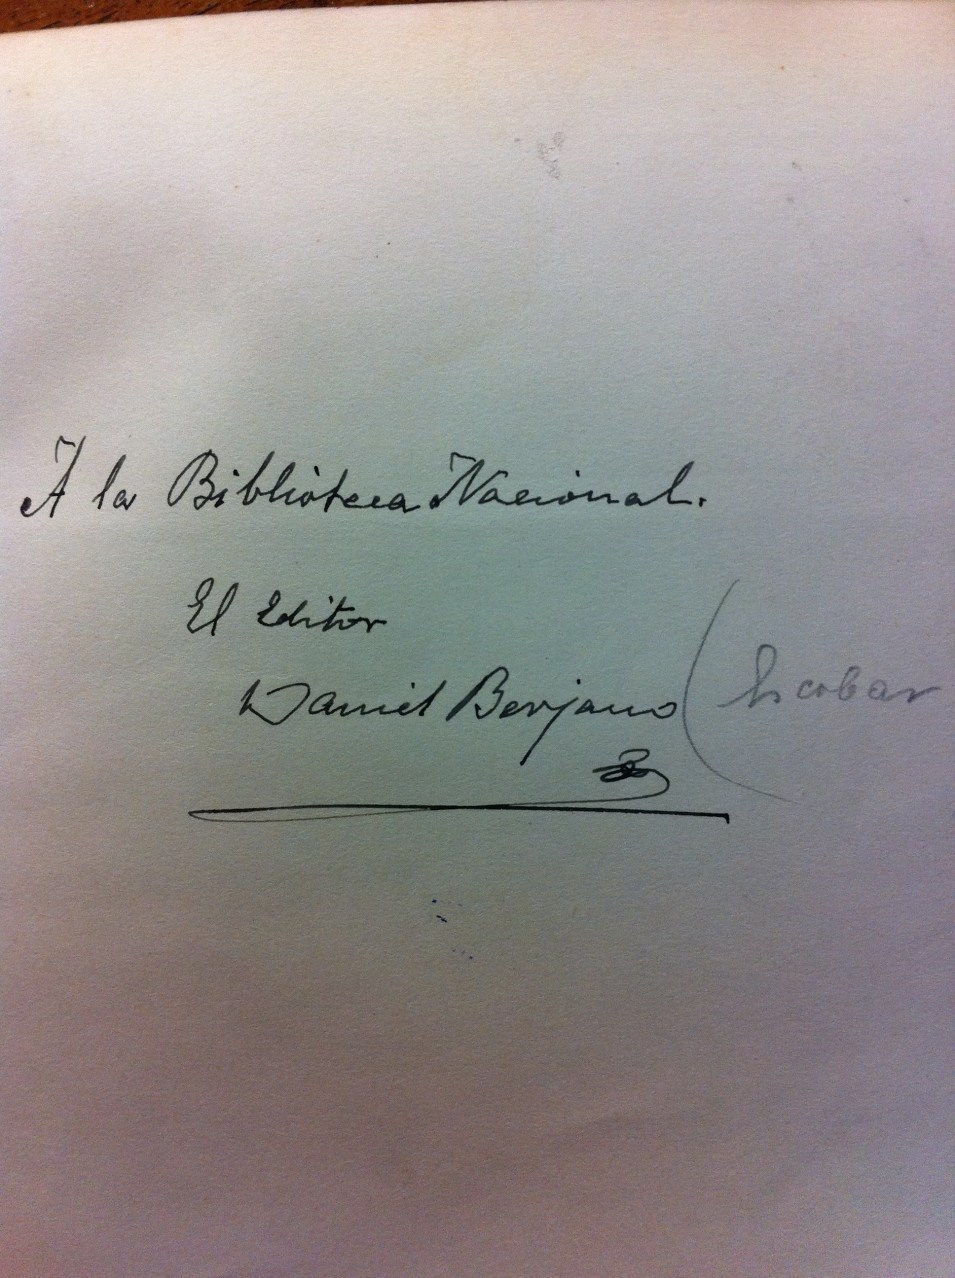 À la Biblioteca Nacional.
El Editor
Daniel Berjano (Escobar